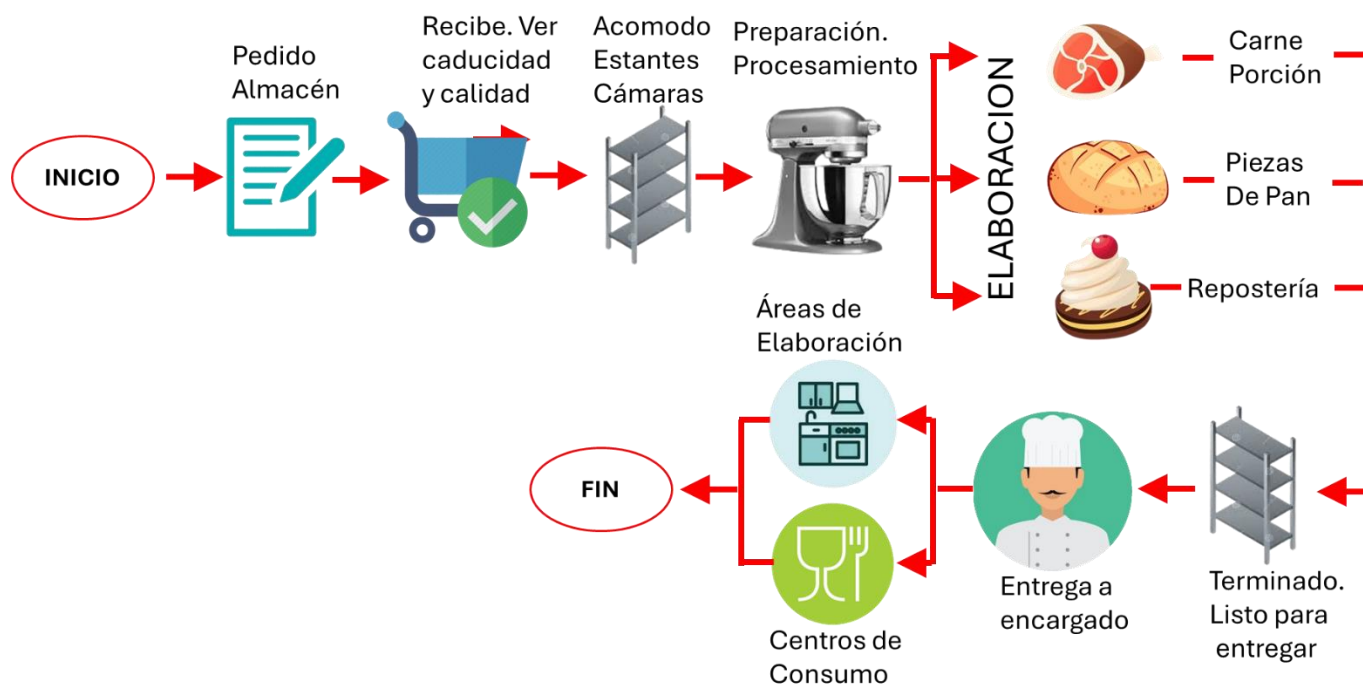 Pedido
Almacén
Recibe. Ver
caducidad
y calidad
Acomodo
Estantes
Cámaras
Preparación.
Procesamiento
ELABORACION
Carne
Porción
INICIO
Piezas
De Pan
Repostería
Áreas de
Elaboración
FIN
Entrega a
encargado
Terminado.
Listo para
entregar
Centros de
Consumo